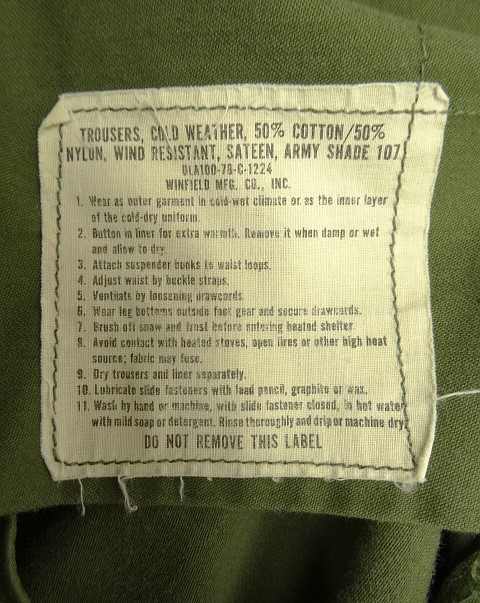 TROUSERS, COLD WEATHER, 50% COTTON/50%
NYLON, WIND RESISTANT, SATEEN, ARMY SHADE 107
DLA100-78-C-1224
WINFIELD MFG. CO., INC.
1. Wear as outer garment in cold-wet climate or as the inner layer
of the cold-dry uniform.
2. Button in liner for extra warmth. Remove it when damp or wet
and allow to dry.
3. Attach suspender hooks to waist loops.
4. Adjust waist by buckle straps.
5. Ventilate by loosening drawcords.
6. Wear leg bottoms outside foot gear and secure drawcords.
7. Brush off snow and frost before entering heated shelter
8. Avoid contact with heated stoves, open fires or other high heat
source; fabric may fuse.
9. Dry trousers and liner separately.
10. Lubricate slide fasteners with lead pencil, graphite or wax.
11. Wash by hand or machine, with slide fastener closed, in hot water
with mild soap or detergent. Rinse thoroughly and drip or machine dry.
DO NOT REMOVE THIS LABEL